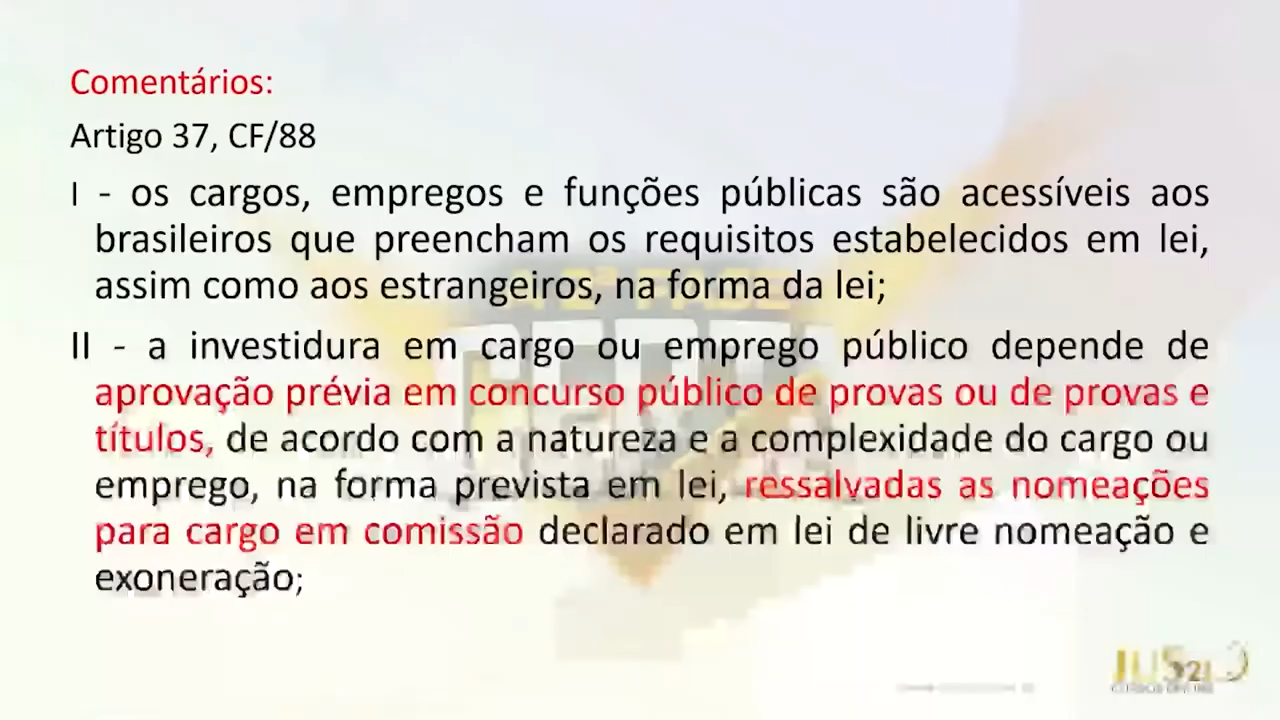 Comentários:
Artigo 37, CF/88
I - os cargos, empregos e funções públicas são acessíveis aos
brasileiros que preencham os requisitos estabelecidos em lei,
assim como aos estrangeiros, na forma da lei;
II - a investidura em cargo ou emprego público depende de
aprovação prévia em concurso público de provas ou de provas e
títulos, de acordo com a natureza e a complexidade do cargo ou
emprego, na forma prevista em lei, ressalvadas as nomeações
para cargo em comissão declarado em lei de livre nomeação e
exoneração;
A 2ª FASE
JUS21